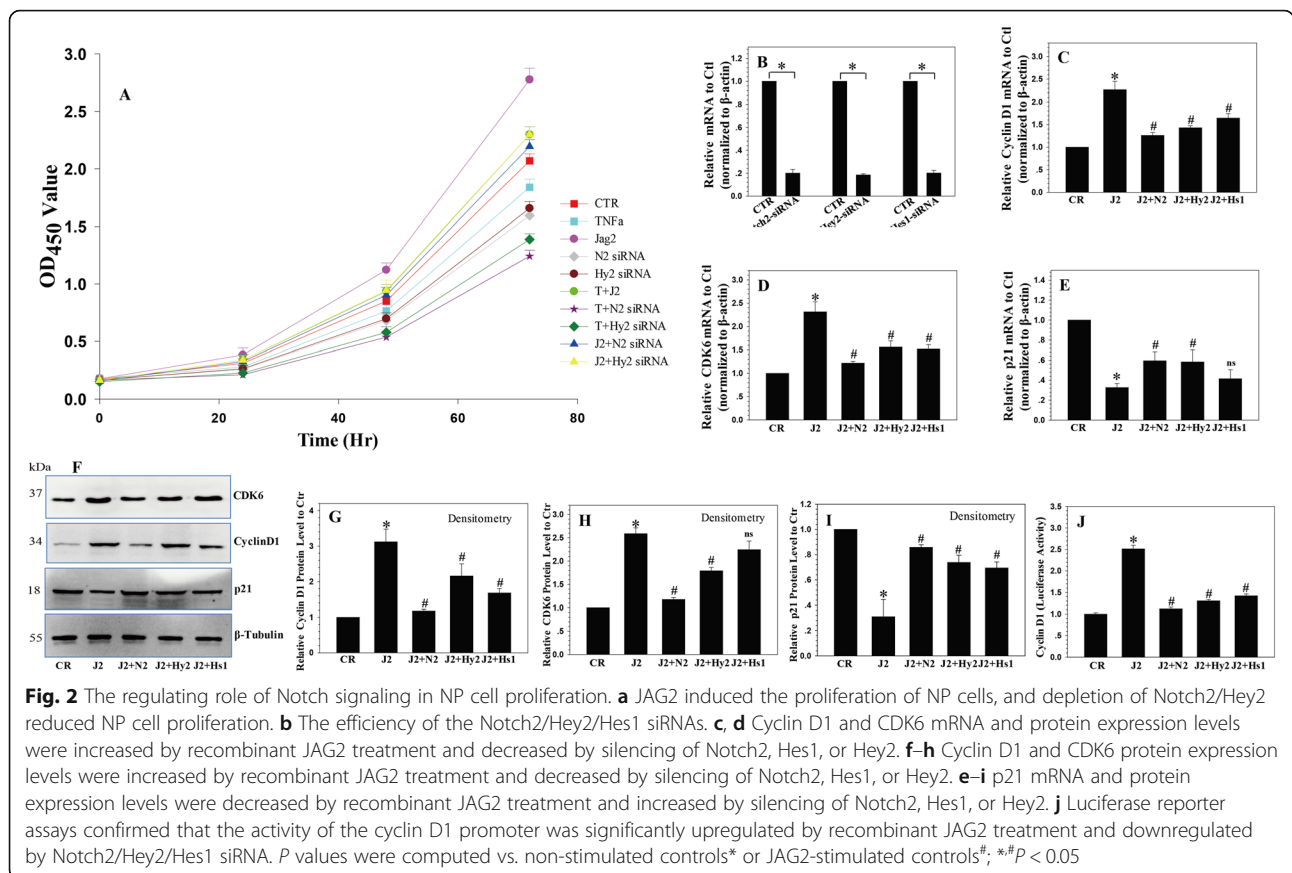 A
OD450 Value
3.0
2.5
2.0
1.5
1.0
0.5
0.0
0 20 40 60 80
Time (Hr)
CTR
TNFa
Jag2
N2 siRNA
Hy2 siRNA
T+J2
T+N2 siRNA
T+Hy2 siRNA
J2+N2 siRNA
J2+Hy2 siRNA
B
Relative mRNA to Ctl
(normalized to β-actin)
1.0
.8
.6
.4
.2
0.0
* * *
CTR
tch2-siRNA
CTR
Hey2-siRNA
CTR
Hes1-siRNA
C
Relative Cyclin D1 mRNA to Ctl
(normalized to β-actin)
3.0
2.5
2.0
1.5
1.0
.5
0.0
* # # #
CR J2 J2+N2 J2+Hy2 J2+Hs1
D
Relative CDK6 mRNA to Ctl
(normalized to β-actin)
3.0
2.5
2.0
1.5
1.0
.5
0.0
* # # #
CR J2 J2+N2 J2+Hy2 J2+Hs1
E
Relative p21 mRNA to Ctl
(normalized to β-actin)
1.4
1.2
1.0
.8
.6
.4
.2
0.0
* # # ns
CR J2 J2+N2 J2+Hy2 J2+Hs1
kDa F
37 CDK6
34 CyclinD1
18 p21
55 β-Tubulin
CR J2 J2+N2 J2+Hy2 J2+Hs1
G
Densitometry
Relative Cyclin D1 Protein Level to Ctr
4
3
2
1
0
* # # #
CR J2 J2+N2 J2+Hy2 J2+Hs1
H
Densitometry
Relative CDK6 Protein Level to Ctr
3.0
2.5
2.0
1.5
1.0
.5
0.0
* # # ns
CR J2 J2+N2 J2+Hy2 J2+Hs1
I
Densitometry
Relative p21 Protein Level to Ctr
1.2
1.0
.8
.6
.4
.2
0.0
* # # #
CR J2 J2+N2 J2+Hy2 J2+Hs1
J
Cyclin D1 (Luciferase Activity)
3.5
3.0
2.5
2.0
1.5
1.0
.5
0.0
* # # #
CR J2 J2+N2 J2+Hy2 J2+Hs1
Fig. 2 The regulating role of Notch signaling in NP cell proliferation. a JAG2 induced the proliferation of NP cells, and depletion of Notch2/Hey2
reduced NP cell proliferation. b The efficiency of the Notch2/Hey2/Hes1 siRNAs. c, d Cyclin D1 and CDK6 mRNA and protein expression levels
were increased by recombinant JAG2 treatment and decreased by silencing of Notch2, Hes1, or Hey2. f–h Cyclin D1 and CDK6 protein expression
levels were increased by recombinant JAG2 treatment and decreased by silencing of Notch2, Hes1, or Hey2. e–i p21 mRNA and protein
expression levels were decreased by recombinant JAG2 treatment and increased by silencing of Notch2, Hes1, or Hey2. j Luciferase reporter
assays confirmed that the activity of the cyclin D1 promoter was significantly upregulated by recombinant JAG2 treatment and downregulated
by Notch2/Hey2/Hes1 siRNA. P values were computed vs. non-stimulated controls* or JAG2-stimulated controls#; *,#P < 0.05